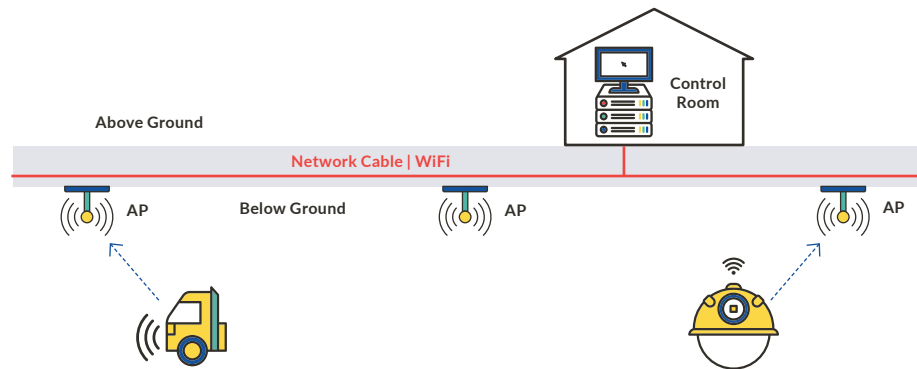 Control
Room
Above Ground
Network Cable | WiFi
AP
Below Ground
AP
AP